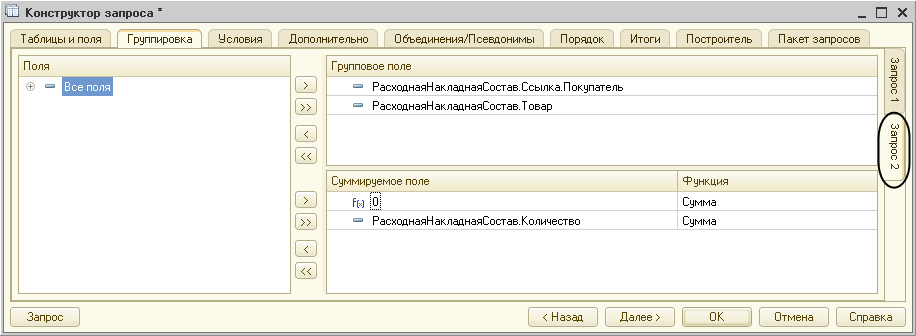 Конструктор запроса *
Таблицы и поля Группировка Условия Дополнительно Объединения/Псевдонимы Порядок Итоги Построитель Пакет запросов
Поля
Все поля
>
>>
<
<<
Групповое поле
РасходнаяНакладнаяСостав.Ссылка.Покупатель
РасходнаяНакладнаяСостав.Товар
Запрос 1
Запрос 2
>
>>
<
<<
Суммируемое поле Функция
f(x) 0 Сумма
РасходнаяНакладнаяСостав.Количество Сумма
Запрос < Назад Далее > OK Отмена Справка